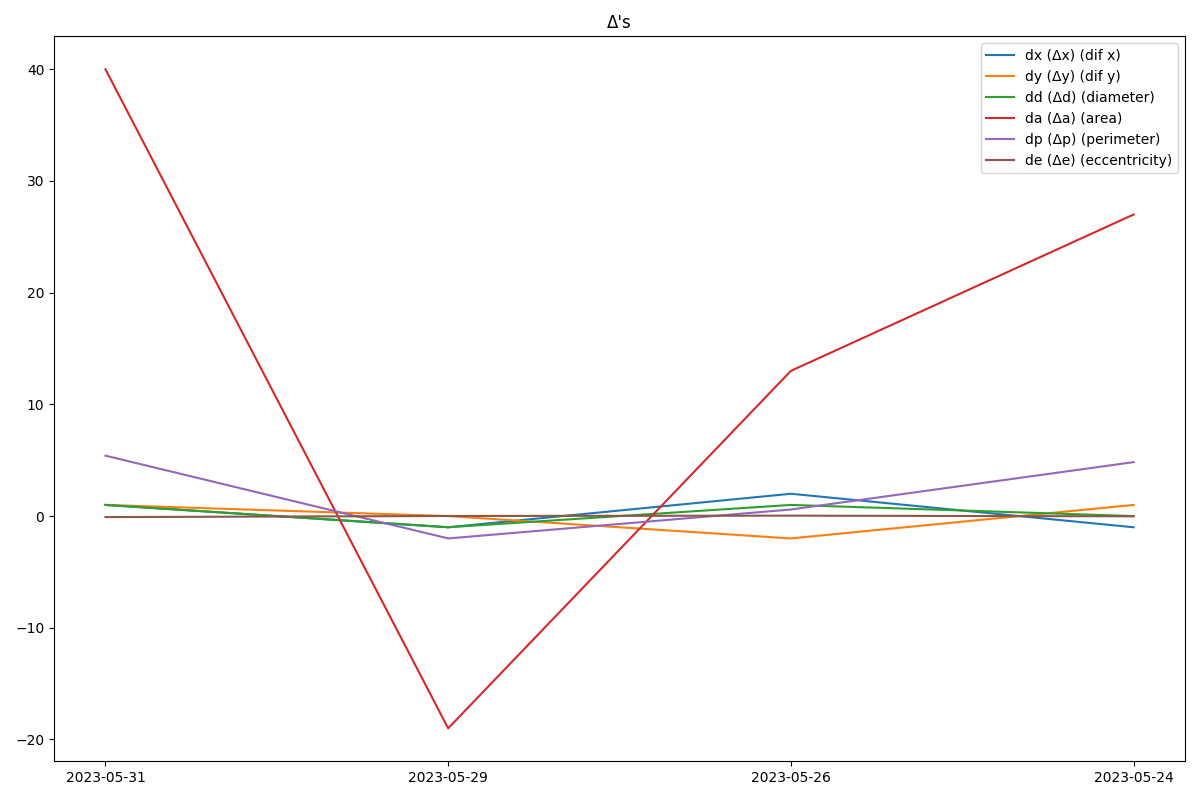 Δ's
dx (Δx) (dif x)
dy (Δy) (dif y)
dd (Δd) (diameter)
da (Δa) (area)
dp (Δp) (perimeter)
de (Δe) (eccentricity)
40
30
20
10
0
−10
−20
2023-05-31 2023-05-29 2023-05-26 2023-05-24